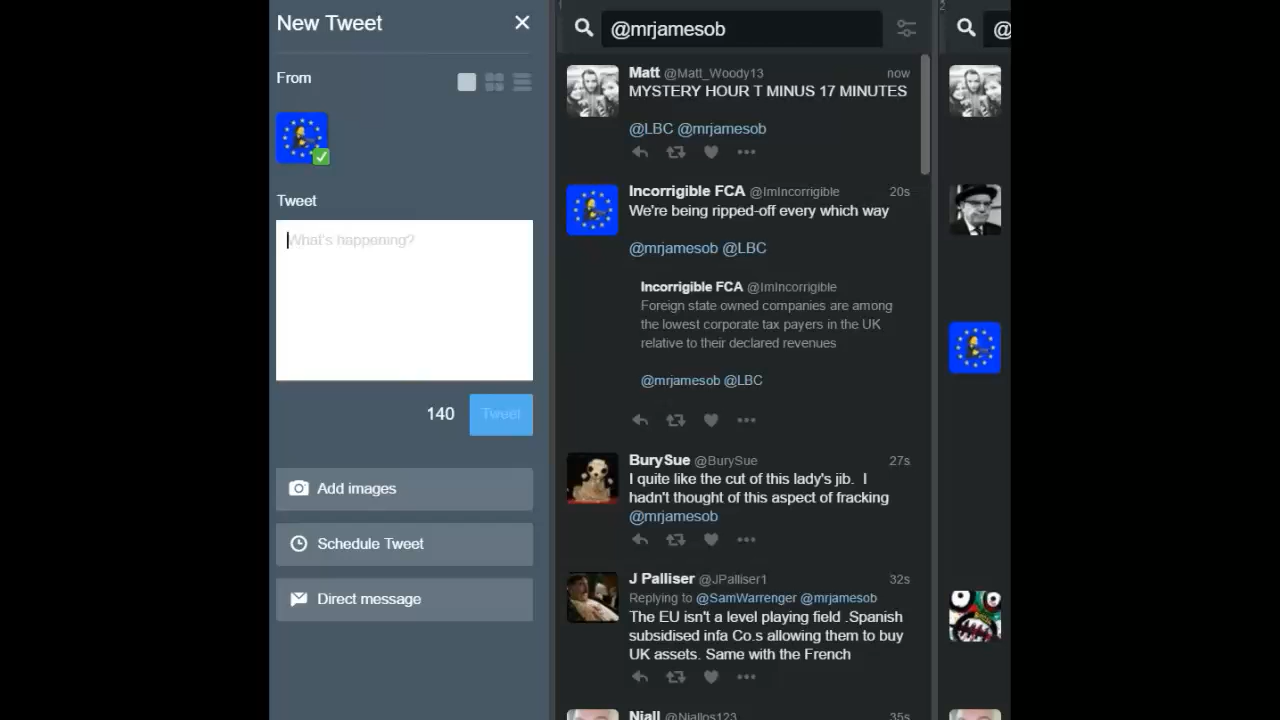 New Tweet
From
Tweet
What's happening?
140
Tweet
Add images
Schedule Tweet
Direct message
1
@mrjamesob
Matt @Matt_Woody13 now
MYSTERY HOUR T MINUS 17 MINUTES
@LBC @mrjamesob
Incorrigible FCA @ImIncorrigible 20s
We're being ripped-off every which way
@mrjamesob @LBC
Incorrigible FCA @ImIncorrigible
Foreign state owned companies are among
the lowest corporate tax payers in the UK
relative to their declared revenues
@mrjamesob @LBC
BurySue @BurySue 27s
I quite like the cut of this lady's jib. I
hadn't thought of this aspect of fracking
@mrjamesob
J Palliser @JPalliser1 32s
Replying to @SamWarrenger @mrjamesob
The EU isn't a level playing field .Spanish
subsidised infa Co.s allowing them to buy
UK assets. Same with the French
Niall @Niallos123 35s
2
@